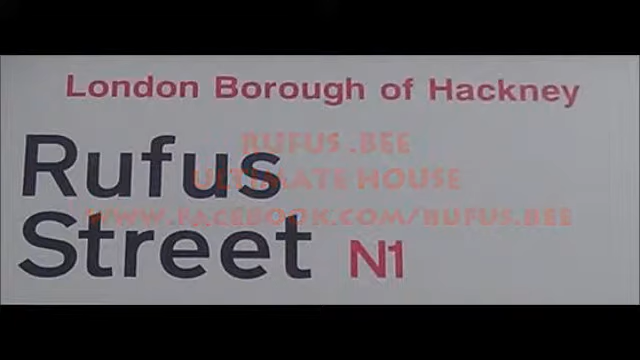 London Borough of Hackney
RUFUS .BEE
Rufus
ULTIMATE HOUSE
WWW.FACEBOOK.COM/RUFUS.BEE
Street N1